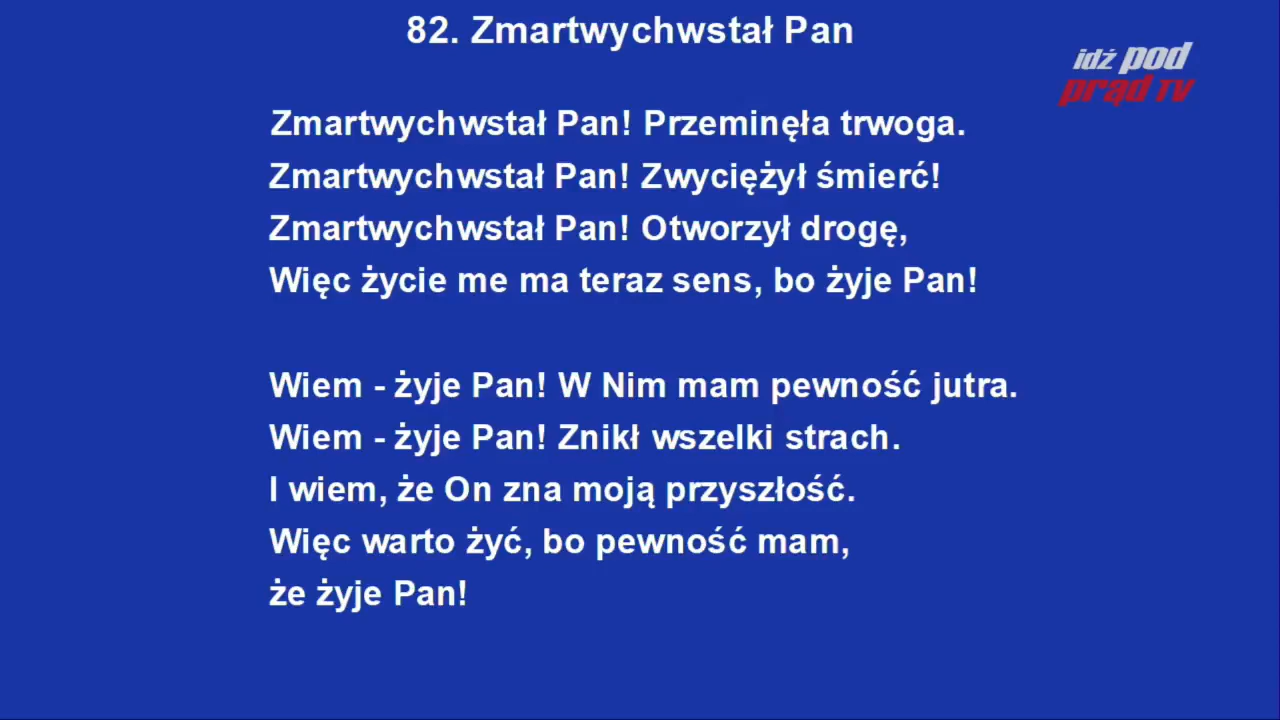 82. Zmartwychwstał Pan
idź pod
prąd TV
Zmartwychwstał Pan! Przeminęła trwoga.
Zmartwychwstał Pan! Zwyciężył śmierć!
Zmartwychwstał Pan! Otworzył drogę,
Więc życie me ma teraz sens, bo żyje Pan!
Wiem - żyje Pan! W Nim mam pewność jutra.
Wiem - żyje Pan! Znikł wszelki strach.
I wiem, że On zna moją przyszłość.
Więc warto żyć, bo pewność mam,
że żyje Pan!